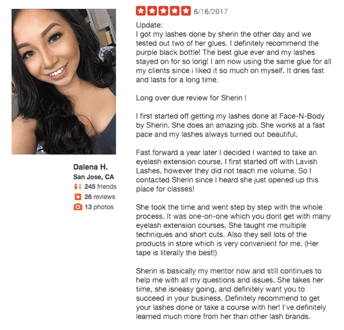 6/16/2017
Update:
I got my lashes done by sherin the other day and we
tested out two of her glues. I definitely recommend the
purple black bottle! The best glue ever and my lashes
stayed on for so long! I am now using the same glue for all
my clients since i liked it so much on myself. It dries fast
and lasts for a long time.
Long over due review for Sherin !
I first started off getting my lashes done at Face-N-Body
by Sherin. She does an amazing job. She works at a fast
pace and my lashes always turned out beautiful.
Fast forward a year later I decided I wanted to take an
eyelash extension course. I first started off with Lavish
Lashes, however they did not teach me volume. So I
contacted Sherin since I heard she just opened up this
place for classes!
Dalena H.
San Jose, CA
245 friends
26 reviews
13 photos
She took the time and went step by step with the whole
process. It was one-on-one which you dont get with many
eyelash extension courses. She taught me multiple
techniques and short cuts. Also they sell lots of the
products in store which is very convenient for me. (Her
tape is literally the best!)
Sherin is basically my mentor now and still continues to
help me with all my questions and issues. She takes her
time, she isneasy going, and definitely want you to
succeed in your business. Definitely recommend to get
your lashes done or take a course with her! I've definitely
learned much more from her than other lash brands.